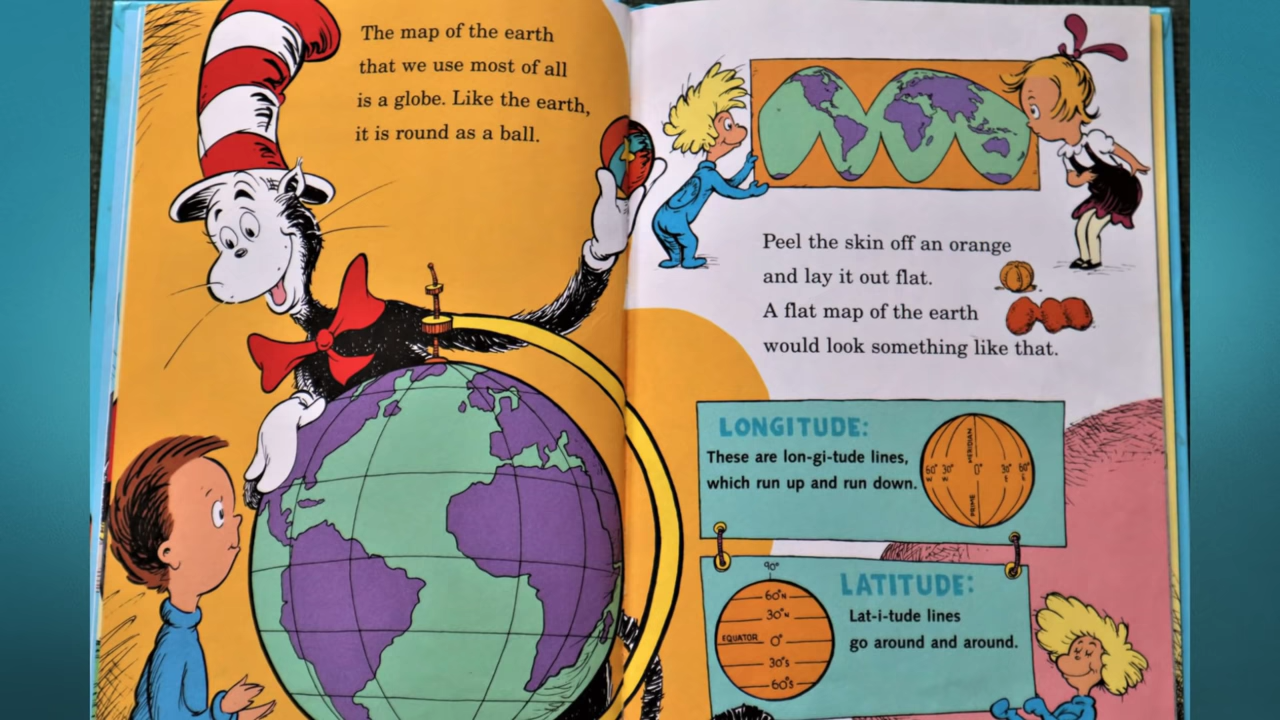 The map of the earth
that we use most of all
is a globe. Like the earth,
it is round as a ball.
Peel the skin off an orange
and lay it out flat.
A flat map of the earth
would look something like that.
LONGITUDE:
These are lon-gi-tude lines,
which run up and run down.
MERIDIAN
60° 30° 0° 30° 60°
W W E E
PRIME
LATITUDE:
Lat-i-tude lines
go around and around.
90°
60°N
30°N
EQUATOR 0°
30°S
60°S